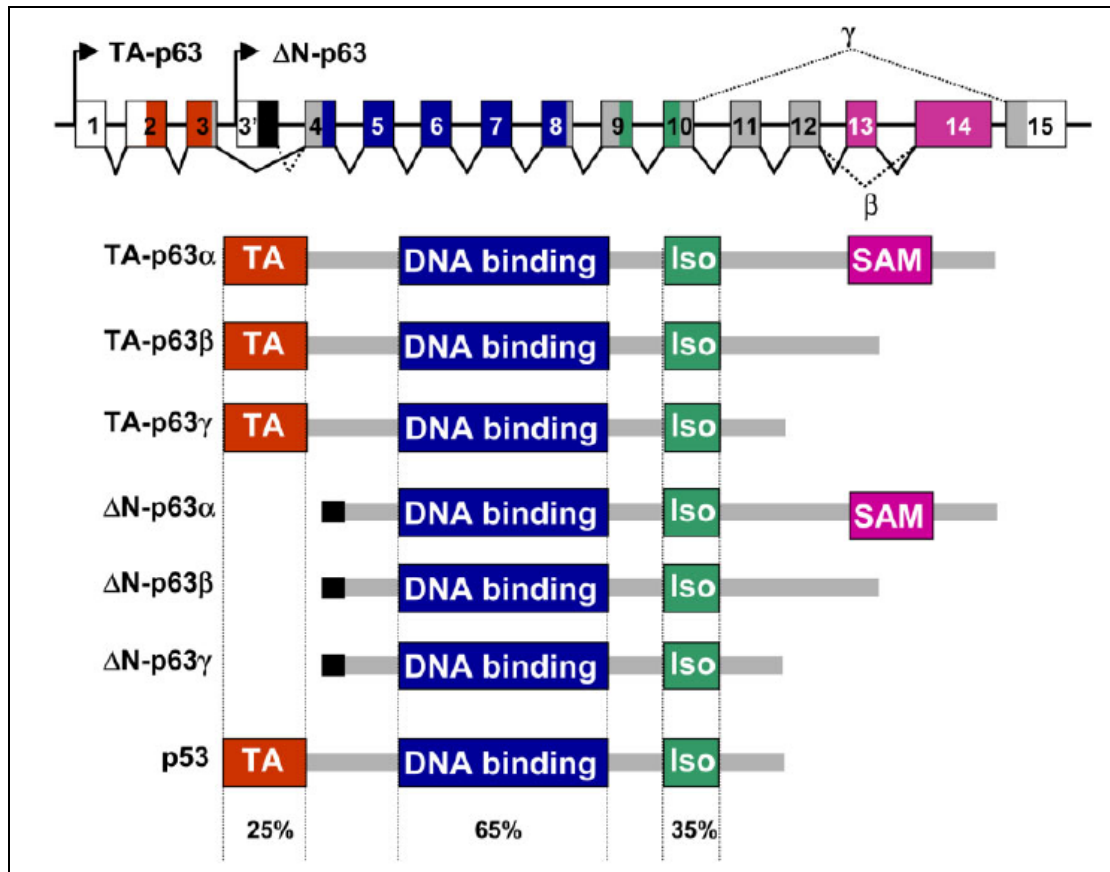 TA-p63 ΔN-p63 γ
1 2 3 3' 4 5 6 7 8 9 10 11 12 13 14 15
β
TA-p63α TA DNA binding Iso SAM
TA-p63β TA DNA binding Iso
TA-p63γ TA DNA binding Iso
ΔN-p63α DNA binding Iso SAM
ΔN-p63β DNA binding Iso
ΔN-p63γ DNA binding Iso
p53 TA DNA binding Iso
25% 65% 35%